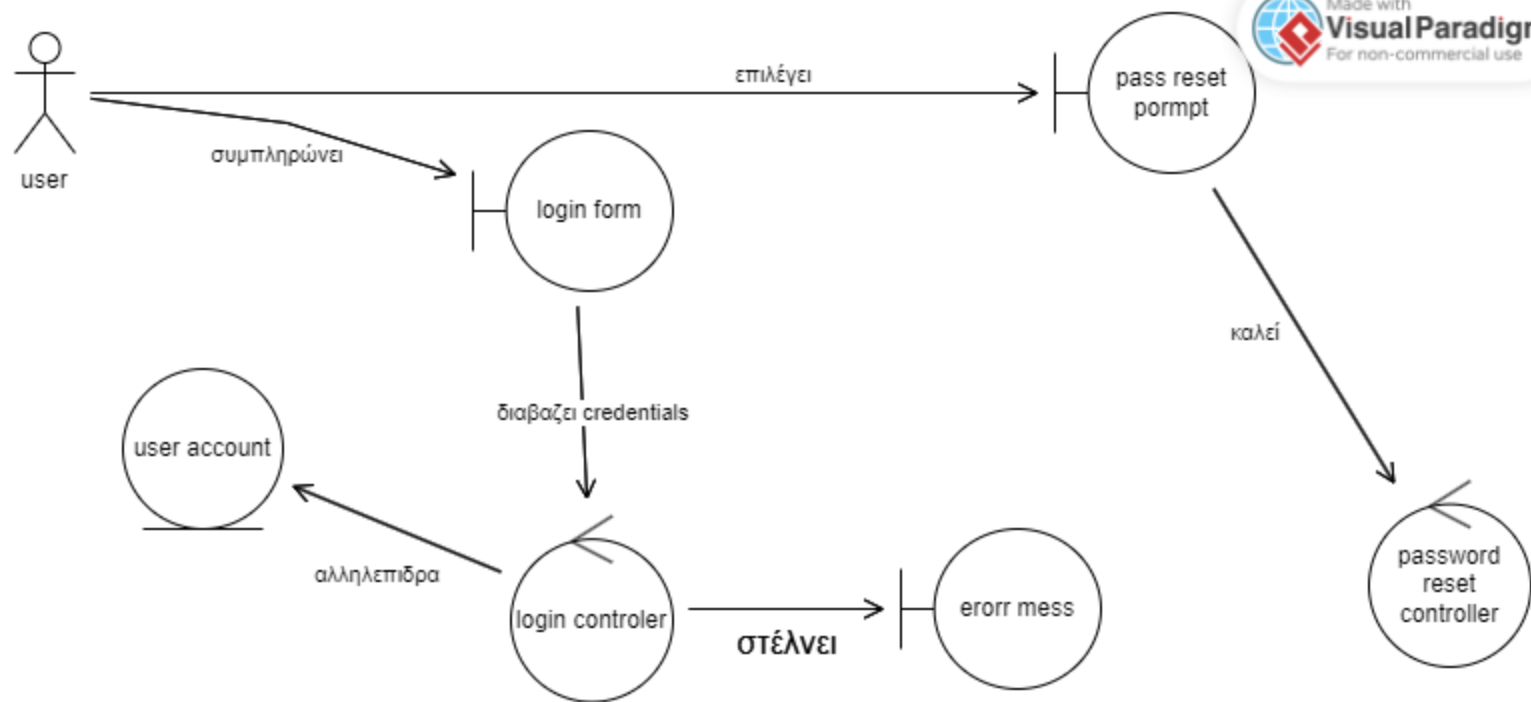 Made with
Visual Paradigm
For non-commercial use
επιλέγει
pass reset
pormpt
user
συμπληρώνει
login form
καλεί
διαβαζει credentials
user account
αλληλεπιδρα
login controler
στέλνει
erorr mess
password
reset
controller